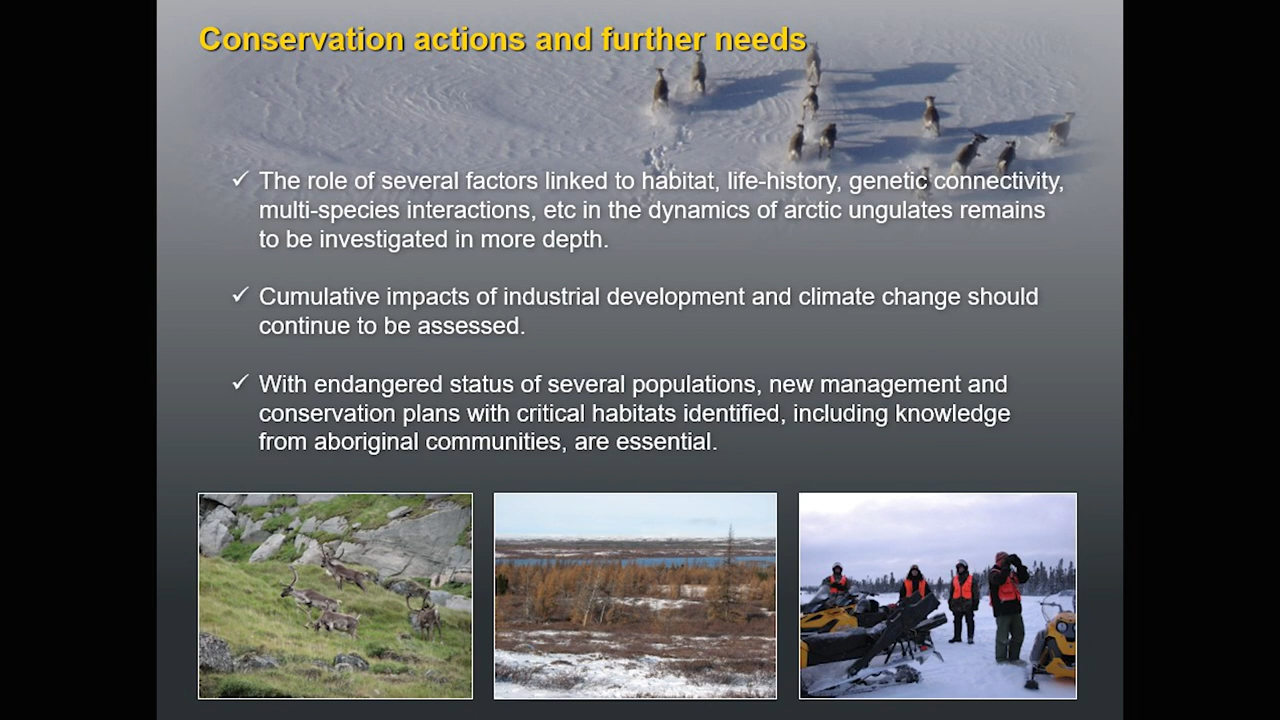 Conservation actions and further needs
✓ The role of several factors linked to habitat, life-history, genetic connectivity,
multi-species interactions, etc in the dynamics of arctic ungulates remains
to be investigated in more depth.
✓ Cumulative impacts of industrial development and climate change should
continue to be assessed.
✓ With endangered status of several populations, new management and
conservation plans with critical habitats identified, including knowledge
from aboriginal communities, are essential.